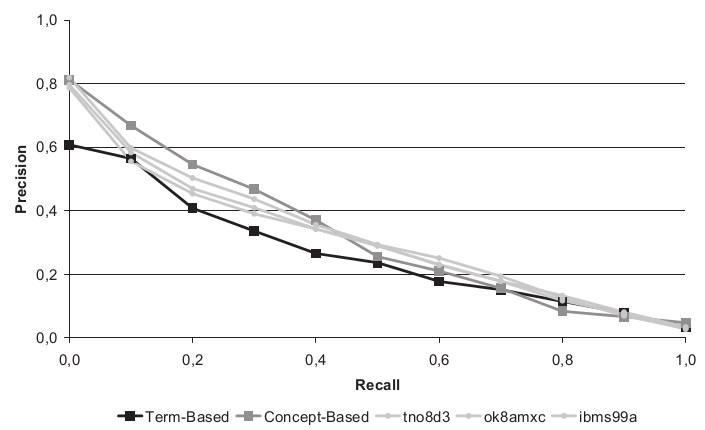 1,0
0,8
0,6
0,4
0,2
0,0
Precision
0,0 0,2 0,4 0,6 0,8 1,0
Recall
Term-Based Concept-Based tno8d3 ok8amxc ibms99a